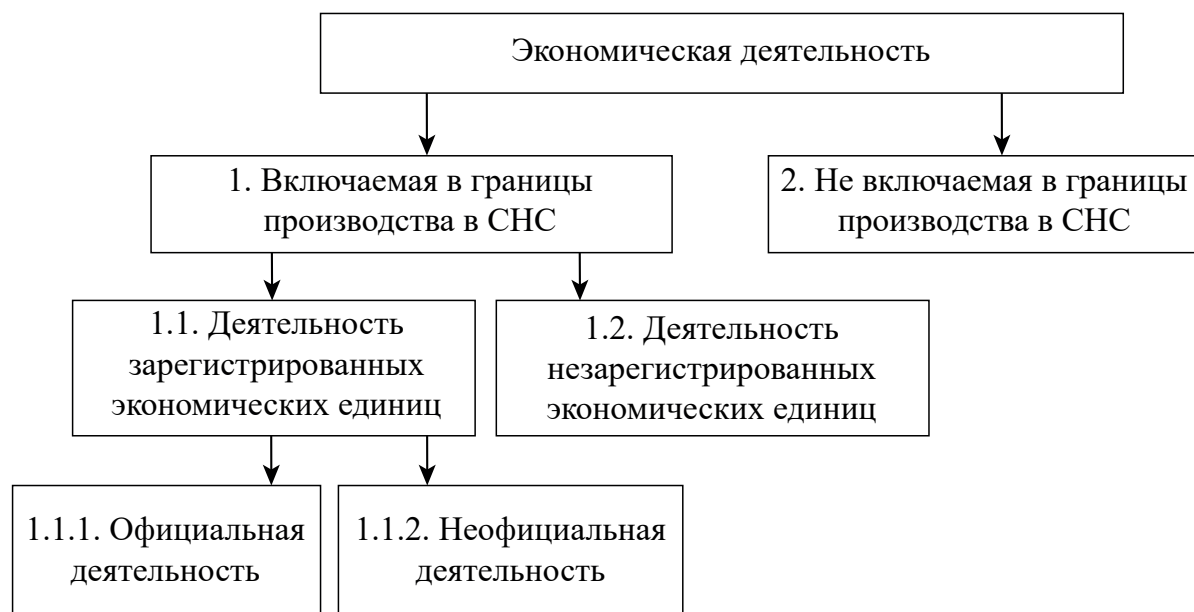 Экономическая деятельность
1. Включаемая в границы
производства в СНС
2. Не включаемая в границы
производства в СНС
1.1. Деятельность
зарегистрированных
экономических единиц
1.2. Деятельность
незарегистрированных
экономических единиц
1.1.1. Официальная
деятельность
1.1.2. Неофициальная
деятельность